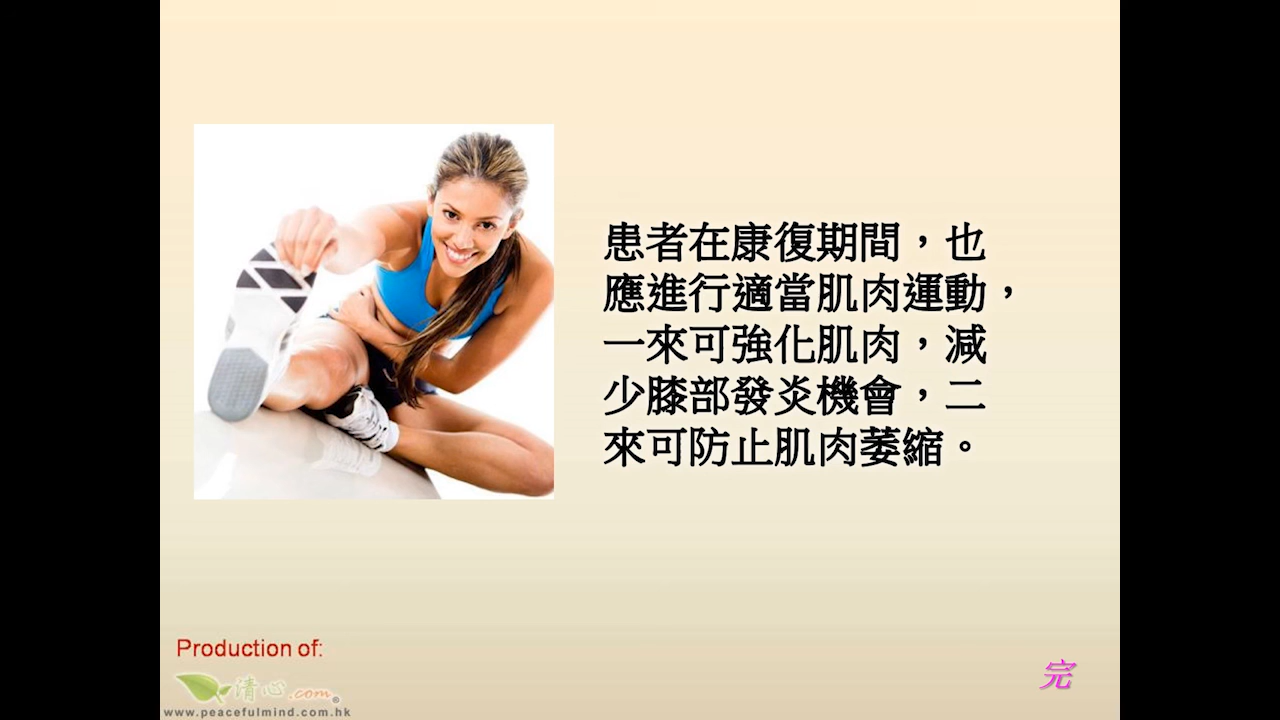 患者在康復期間，也
應進行適當肌肉運動，
一來可強化肌肉，減
少膝部發炎機會，二
來可防止肌肉萎縮。
Production of:
清心.com®
www.peacefulmind.com.hk
完